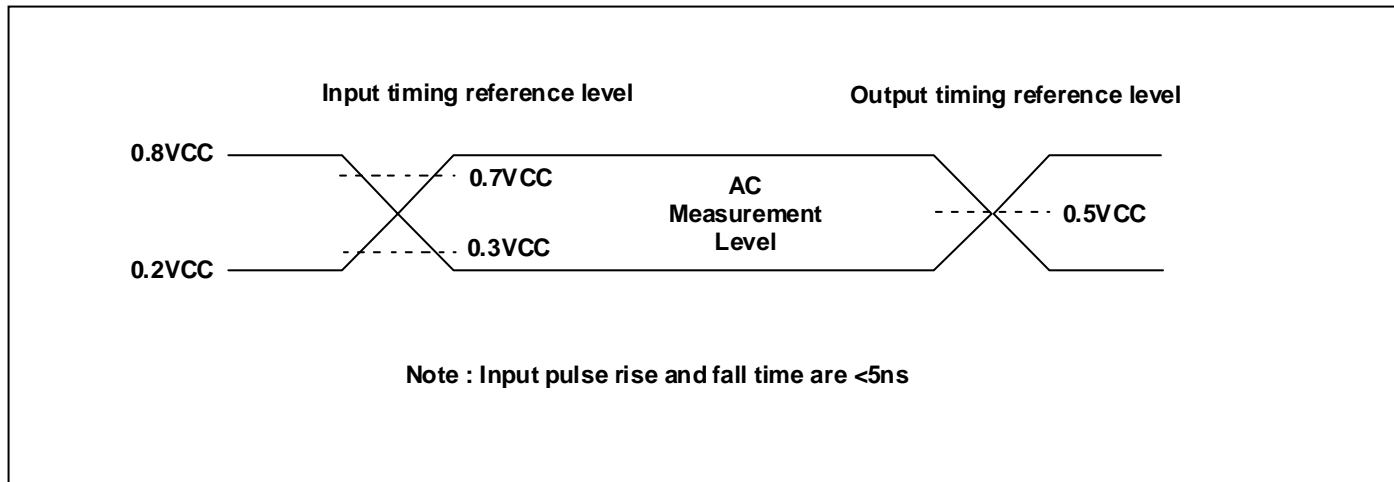 Input timing reference level
Output timing reference level
0.8VCC
0.7VCC
AC
Measurement
Level
0.5VCC
0.3VCC
0.2VCC
Note : Input pulse rise and fall time are <5ns